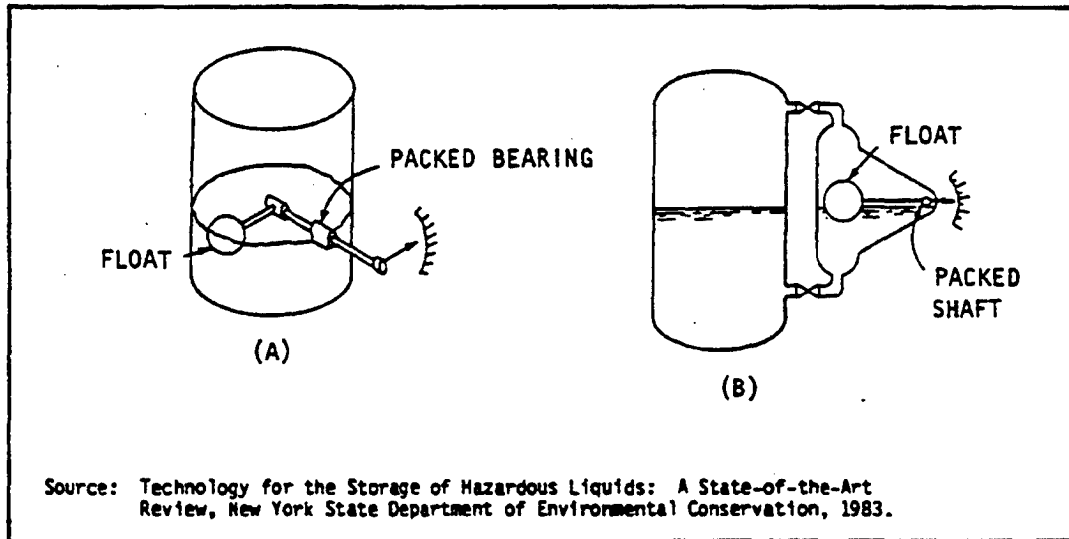 PACKED BEARING
FLOAT
(A)
FLOAT
PACKED
SHAFT
(B)
Source: Technology for the Storage of Hazardous Liquids: A State-of-the-Art
Review, New York State Department of Environmental Conservation, 1983.